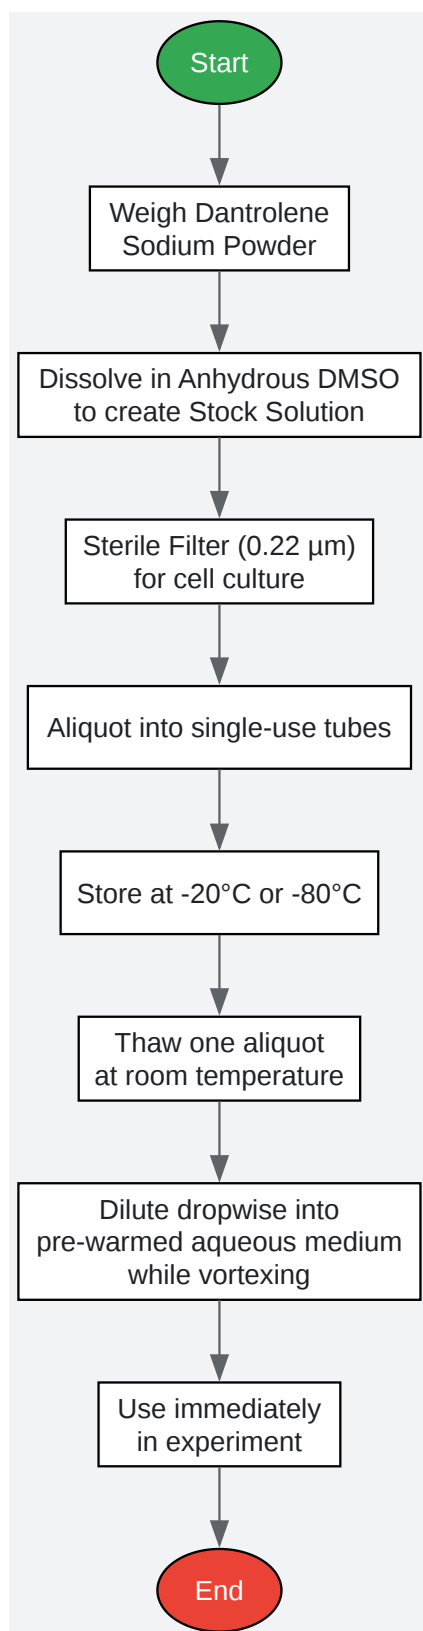 Start
Weigh Dantrolene
Sodium Powder
Dissolve in Anhydrous DMSO
to create Stock Solution
Sterile Filter (0.22 µm)
for cell culture
Aliquot into single-use tubes
Store at -20°C or -80°C
Thaw one aliquot
at room temperature
Dilute dropwise into
pre-warmed aqueous medium
while vortexing
Use immediately
in experiment
End